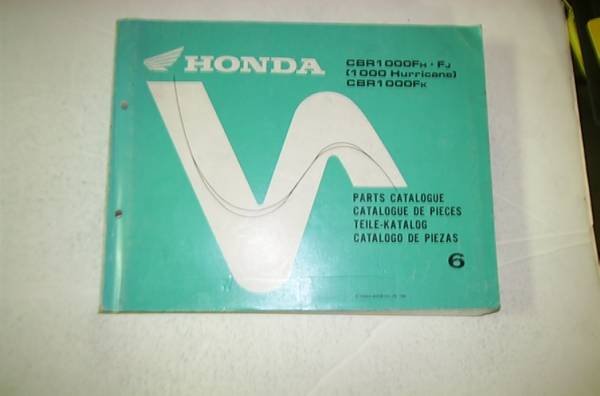 HONDA
CBR1000FH · FJ
(1000 Hurricane)
CBR1000FK
PARTS CATALOGUE
CATALOGUE DE PIECES
TEILE-KATALOG
CATALOGO DE PIEZAS
6